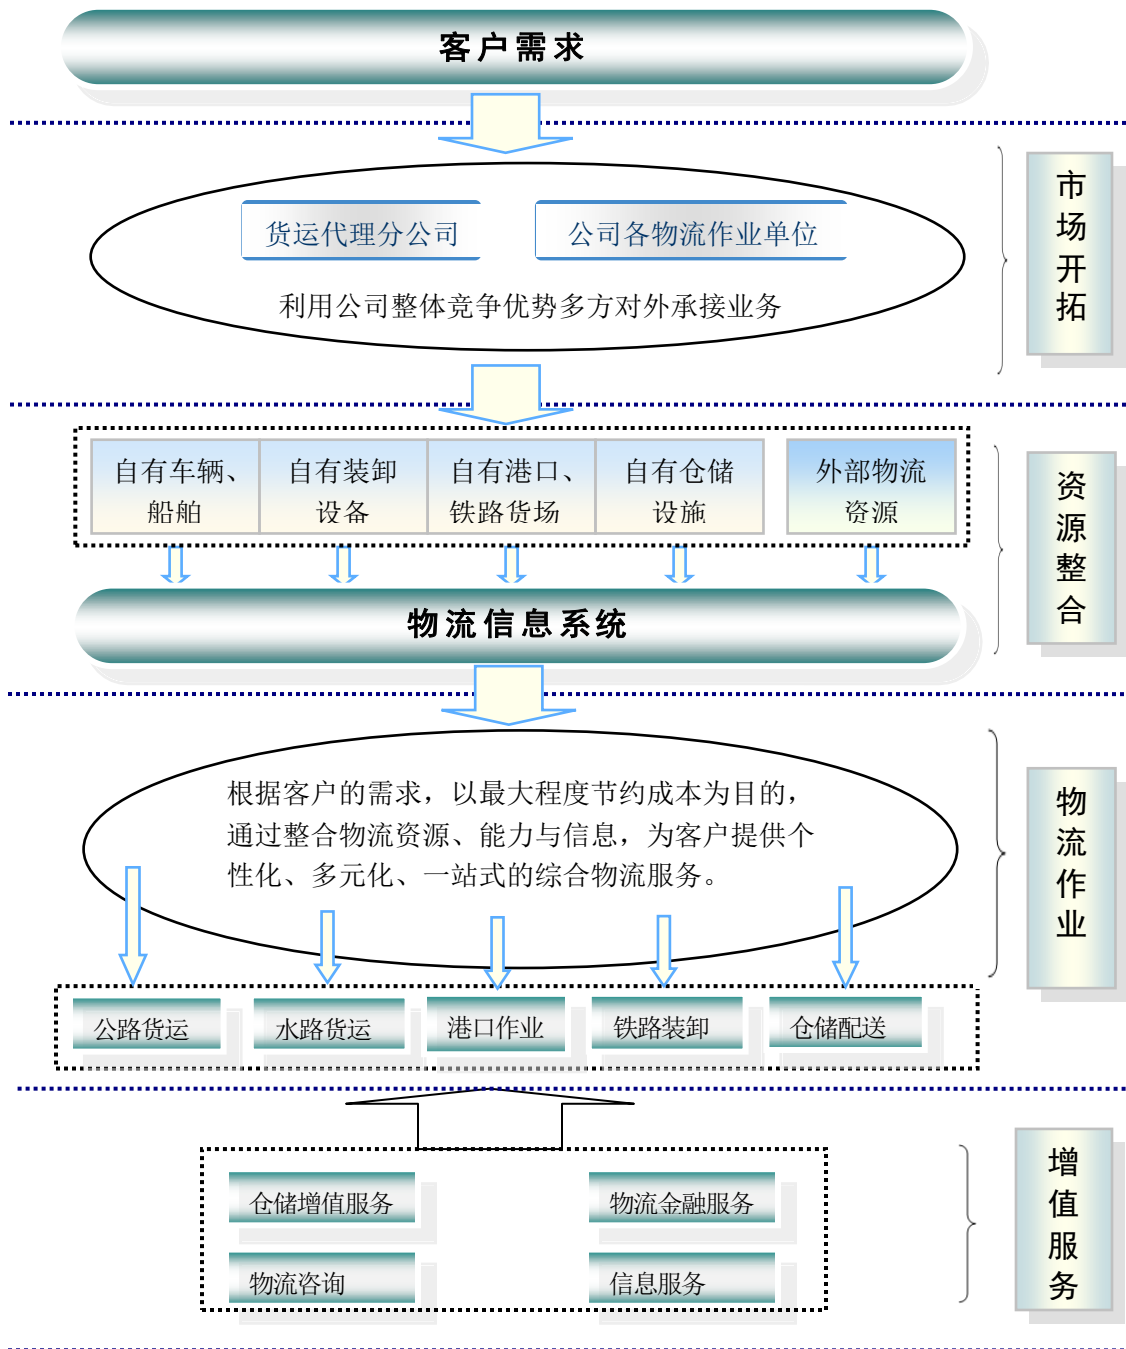 客户需求
货运代理分公司
公司各物流作业单位
利用公司整体竞争优势多方对外承接业务
市场开拓
自有车辆、
船舶
自有装卸
设备
自有港口、
铁路货场
自有仓储
设施
外部物流
资源
物流信息系统
资源整合
根据客户的需求，以最大程度节约成本为目的，
通过整合物流资源、能力与信息，为客户提供个
性化、多元化、一站式的综合物流服务。
物流作业
公路货运
水路货运
港口作业
铁路装卸
仓储配送
仓储增值服务
物流金融服务
物流咨询
信息服务
增值服务